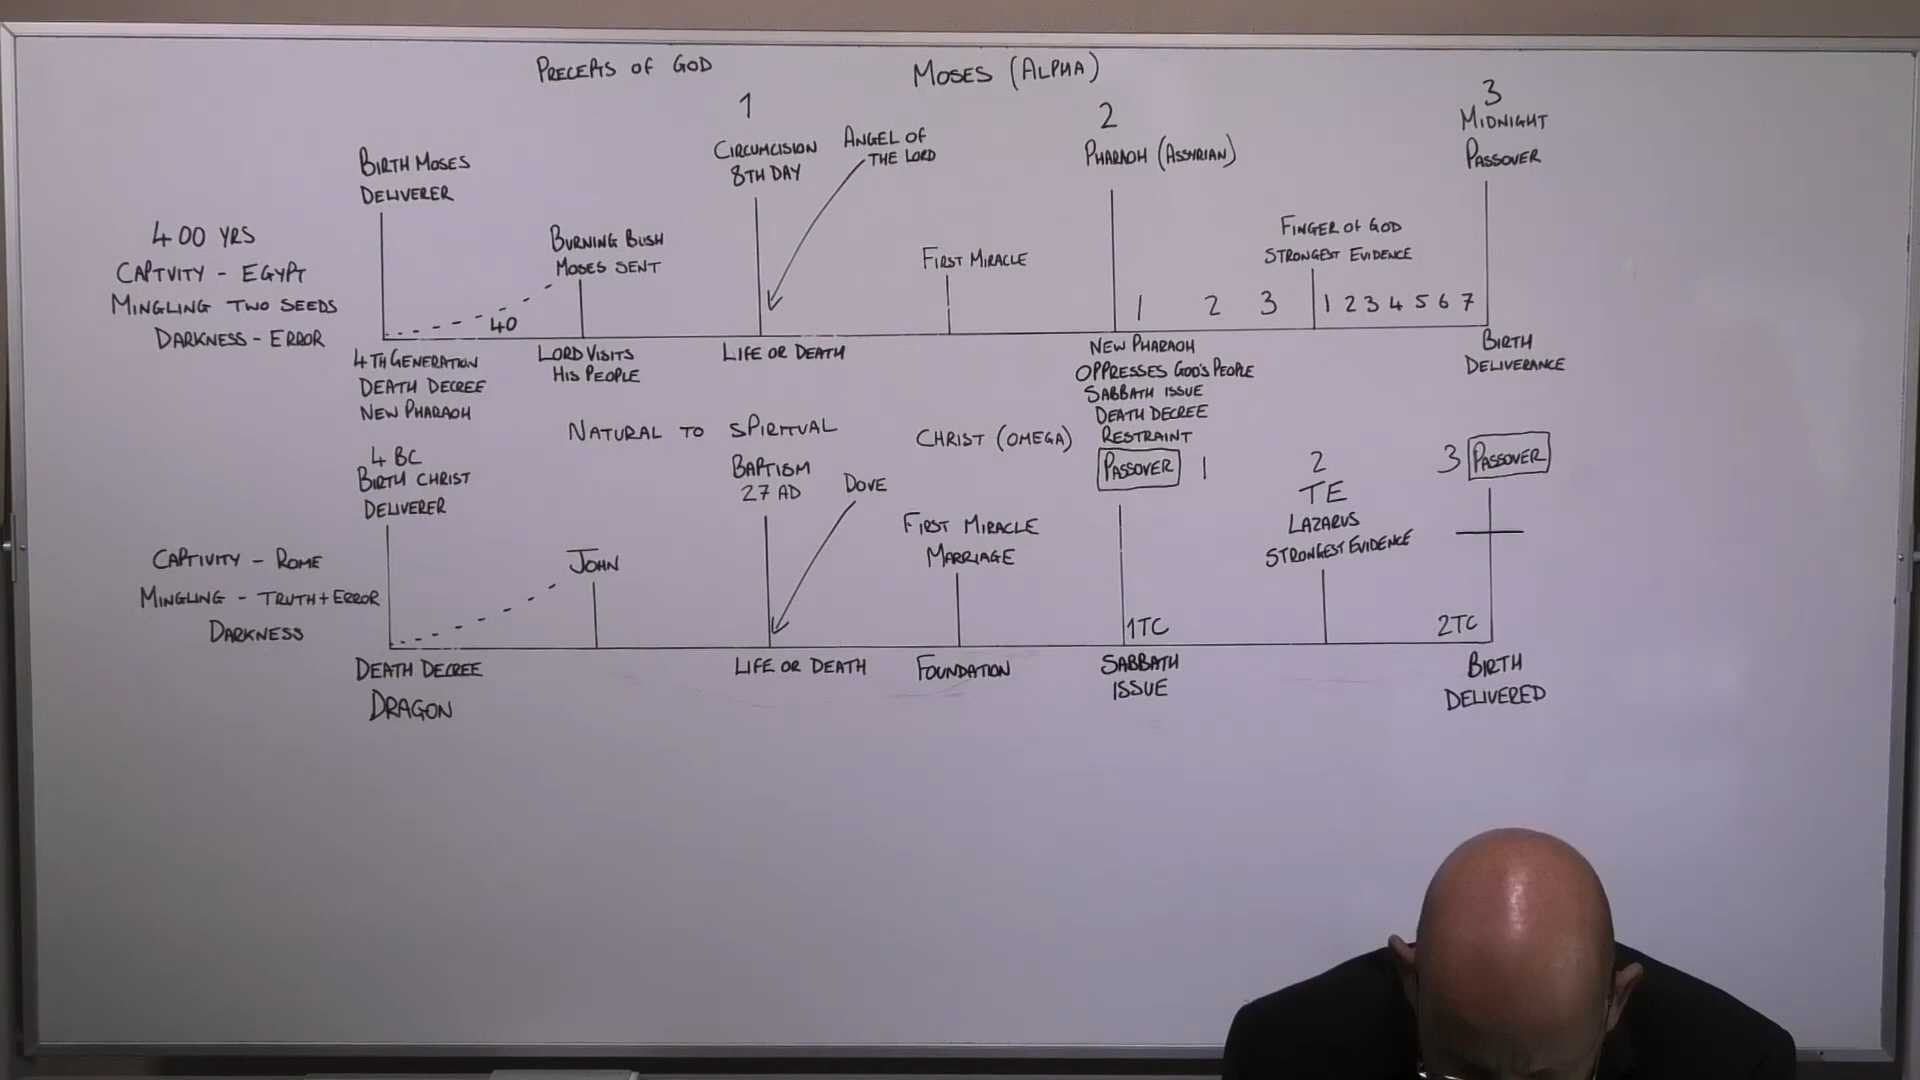 PRECEPTS OF GOD
MOSES (ALPHA)
1
2
3
MIDNIGHT
PASSOVER
CIRCUMCISION
8TH DAY
ANGEL OF
THE LORD
PHARAOH (ASSYRIAN)
BIRTH MOSES
DELIVERER
400 YRS
CAPTVITY - EGYPT
MINGLING TWO SEEDS
DARKNESS - ERROR
BURNING BUSH
MOSES SENT
FIRST MIRACLE
FINGER OF GOD
STRONGEST EVIDENCE
40
1 2 3 1 2 3 4 5 6 7
4TH GENERATION
DEATH DECREE
NEW PHARAOH
LORD VISITS
HIS PEOPLE
LIFE OR DEATH
NEW PHARAOH
OPPRESSES GOD'S PEOPLE
SABBATH ISSUE
DEATH DECREE
RESTRAINT
BIRTH
DELIVERANCE
NATURAL TO SPIRITUAL
CHRIST (OMEGA)
4 BC
BIRTH CHRIST
DELIVERER
BAPTISM
27 AD
DOVE
PASSOVER 1
2
TE
LAZARUS
STRONGEST EVIDENCE
3 PASSOVER
CAPTIVITY - ROME
MINGLING - TRUTH + ERROR
DARKNESS
JOHN
FIRST MIRACLE
MARRIAGE
1TC
2TC
DEATH DECREE
DRAGON
LIFE OR DEATH
FOUNDATION
SABBATH
ISSUE
BIRTH
DELIVERED